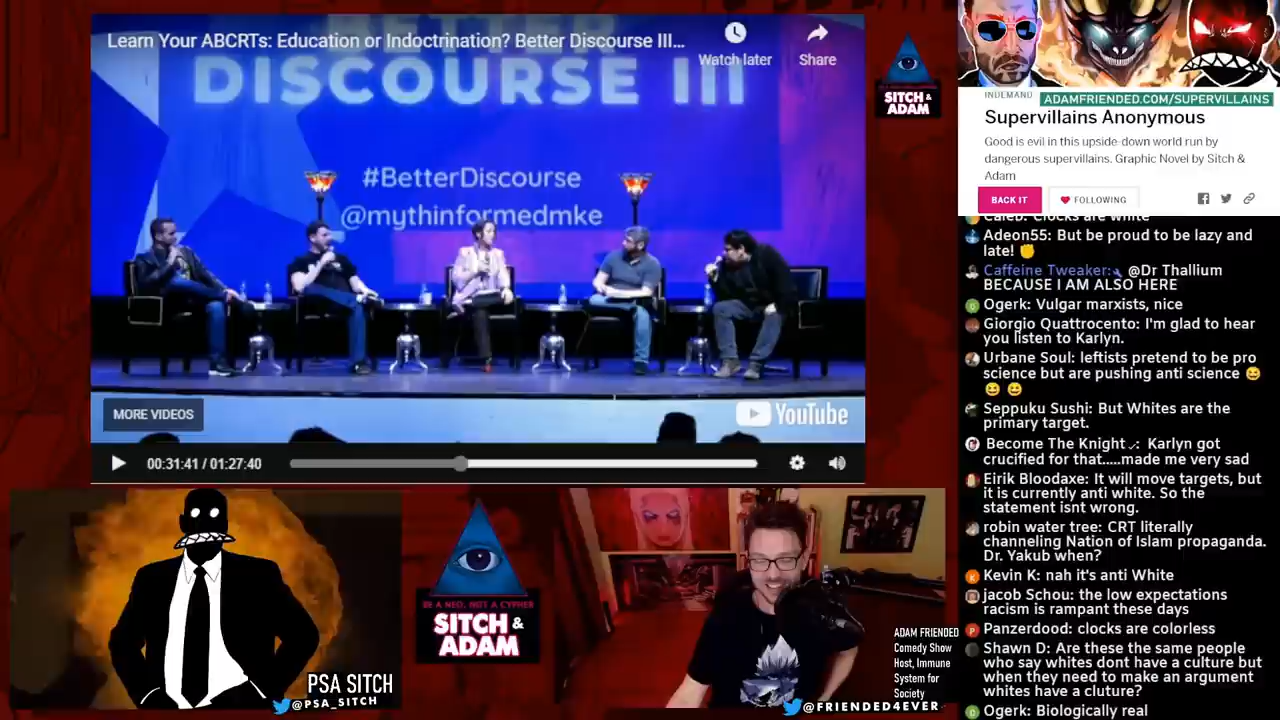 Learn Your ABCRTs: Education or Indoctrination? Better Discourse III...
Watch later
Share
BETTER
DISCOURSE III
#BetterDiscourse
@mythinformedmke
MORE VIDEOS
YouTube
00:31:41 / 01:27:40
SITCH &
ADAM
INDEMAND
ADAMFRIENDED.COM/SUPERVILLAINS
Supervillains Anonymous
Good is evil in this upside-down world run by
dangerous supervillains. Graphic Novel by Sitch &
Adam
BACK IT
FOLLOWING
Caleb: Clocks are white
Adeon55: But be proud to be lazy and
late! ✊
Caffeine Tweaker:🔧 @Dr Thallium
BECAUSE I AM ALSO HERE
Ogerk: Vulgar marxists, nice
Giorgio Quattrocento: I'm glad to hear
you listen to Karlyn.
Urbane Soul: leftists pretend to be pro
science but are pushing anti science 😄
😆 😀
Seppuku Sushi: But Whites are the
primary target.
Become The Knight✓: Karlyn got
crucified for that.....made me very sad
Eirik Bloodaxe: It will move targets, but
it is currently anti white. So the
statement isnt wrong.
robin water tree: CRT literally
channeling Nation of Islam propaganda.
Dr. Yakub when?
Kevin K: nah it's anti White
jacob Schou: the low expectations
racism is rampant these days
Panzerdood: clocks are colorless
Shawn D: Are these the same people
who say whites dont have a culture but
when they need to make an argument
whites have a cluture?
Ogerk: Biologically real
PSA SITCH
@PSA_SITCH
BE A NEO, NOT A CYPHER
SITCH &
ADAM
ADAM FRIENDED
Comedy Show
Host, Immune
System for
Society
@FRIENDED4EVER